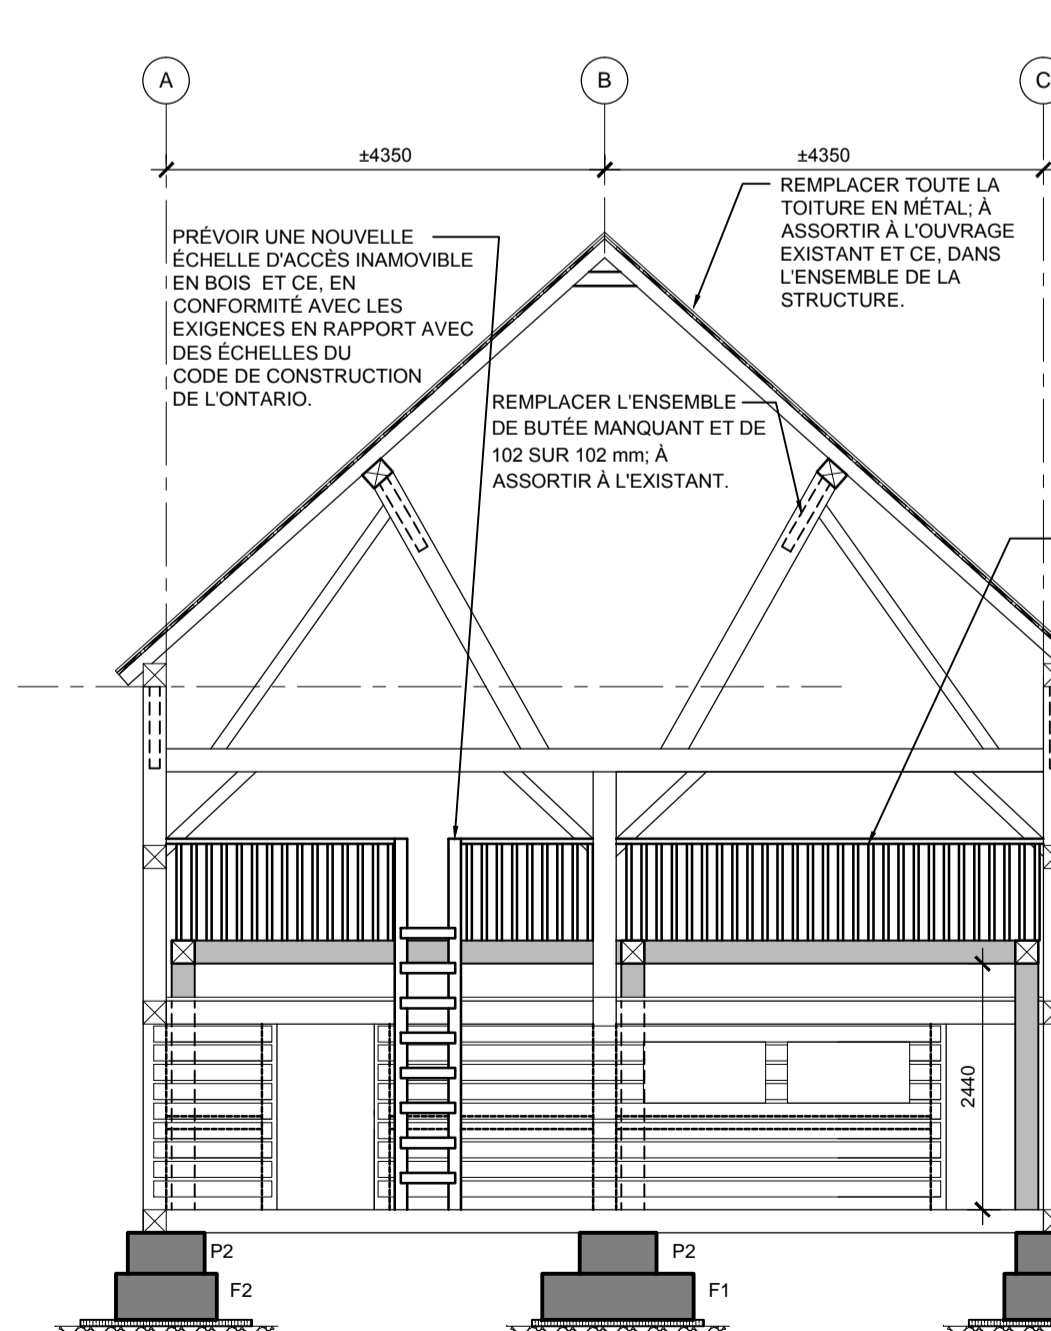 A
B
C
±4350
±4350
REMPLACER TOUTE LA
TOITURE EN MÉTAL; À
ASSORTIR À L'OUVRAGE
EXISTANT ET CE, DANS
L'ENSEMBLE DE LA
STRUCTURE.
PRÉVOIR UNE NOUVELLE
ÉCHELLE D'ACCÈS INAMOVIBLE
EN BOIS ET CE, EN
CONFORMITÉ AVEC LES
EXIGENCES EN RAPPORT AVEC
DES ÉCHELLES DU
CODE DE CONSTRUCTION
DE L'ONTARIO.
REMPLACER L'ENSEMBLE
DE BUTÉE MANQUANT ET DE
102 SUR 102 mm; À
ASSORTIR À L'EXISTANT.
2440
P2
P2
F2
F1